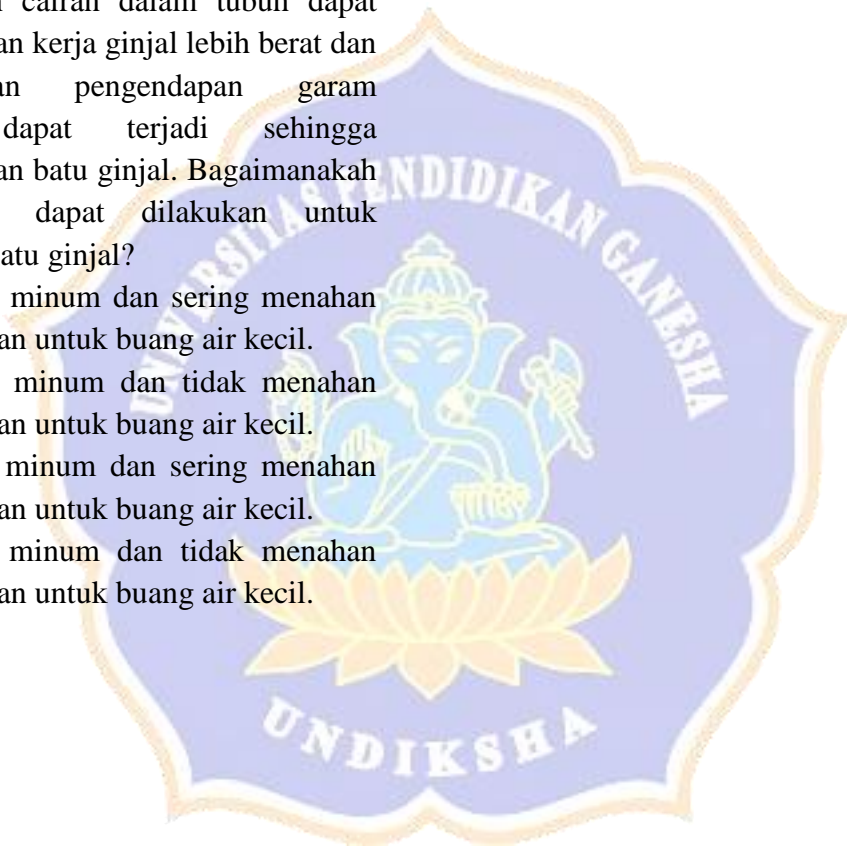 cairan dalam tubuh dapat
an kerja ginjal lebih berat dan
an pengendapan garam
dapat terjadi sehingga
an batu ginjal. Bagaimanakah
dapat dilakukan untuk
atu ginjal?
minum dan sering menahan
an untuk buang air kecil.
minum dan tidak menahan
an untuk buang air kecil.
minum dan sering menahan
an untuk buang air kecil.
minum dan tidak menahan
an untuk buang air kecil.
UNIVERSITAS PENDIDIKAN GANESHA
UNDIKSHA